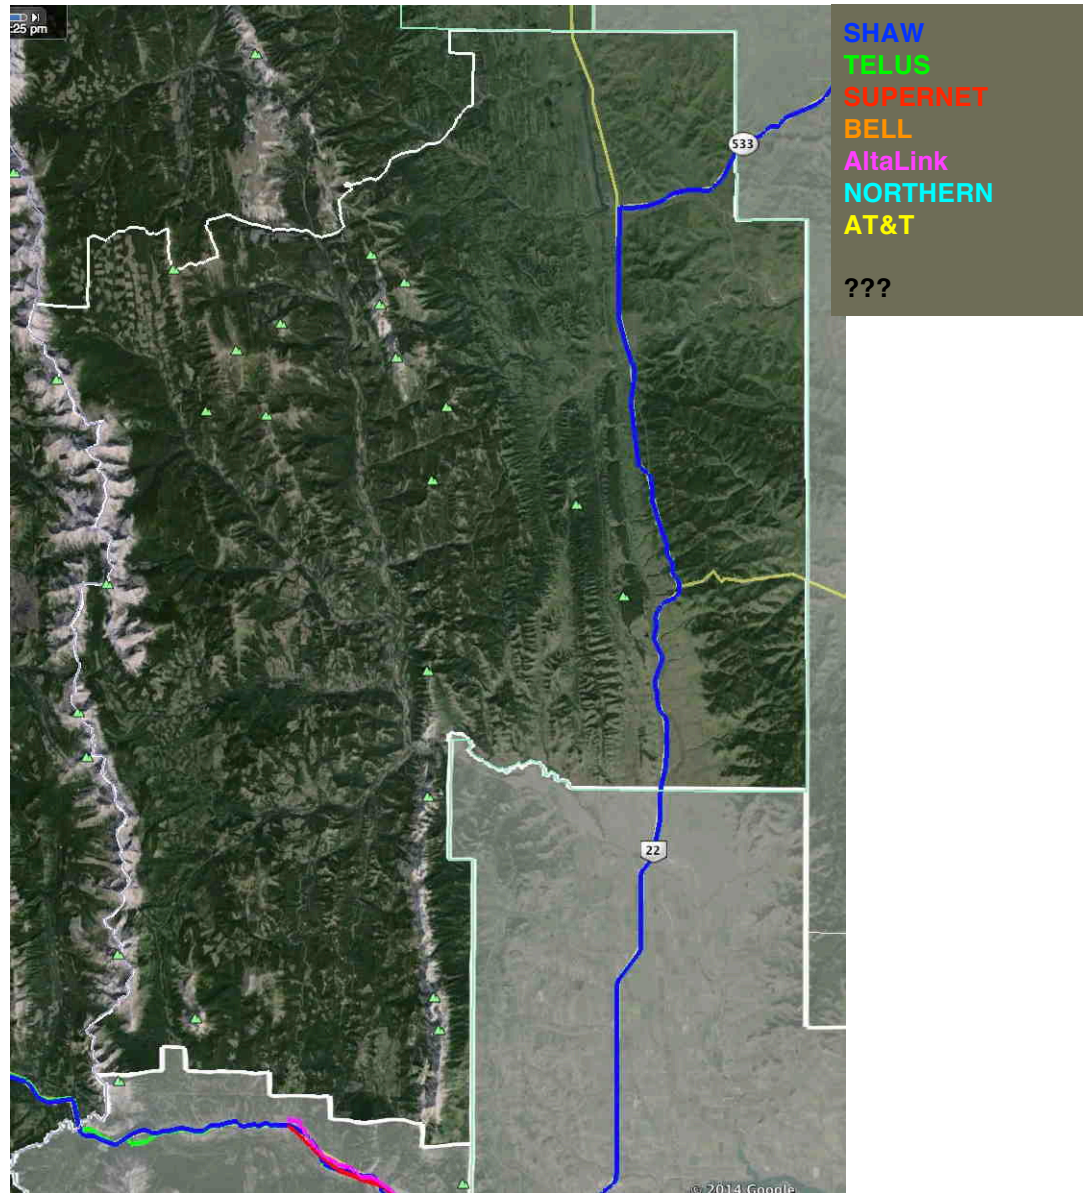 :25 pm
SHAW
TELUS
SUPERNET
BELL
AltaLink
NORTHERN
AT&T
???
533
22
© 2014 Google